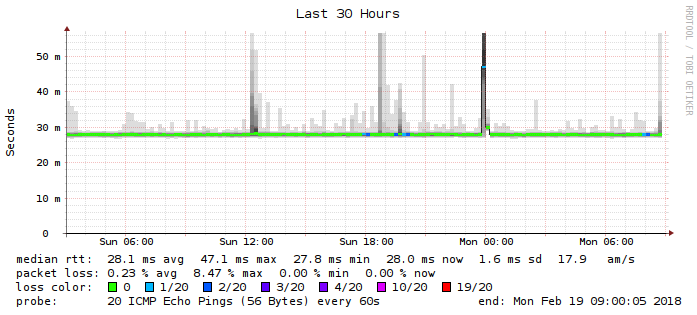 Last 30 Hours
RRDTOOL / TOBI OETIKER
Seconds
50 m
40 m
30 m
20 m
10 m
0
Sun 06:00 Sun 12:00 Sun 18:00 Mon 00:00 Mon 06:00
median rtt: 28.1 ms avg 47.1 ms max 27.8 ms min 28.0 ms now 1.6 ms sd 17.9 am/s
packet loss: 0.23 % avg 8.47 % max 0.00 % min 0.00 % now
loss color: 0 1/20 2/20 3/20 4/20 10/20 19/20
probe: 20 ICMP Echo Pings (56 Bytes) every 60s end: Mon Feb 19 09:00:05 2018